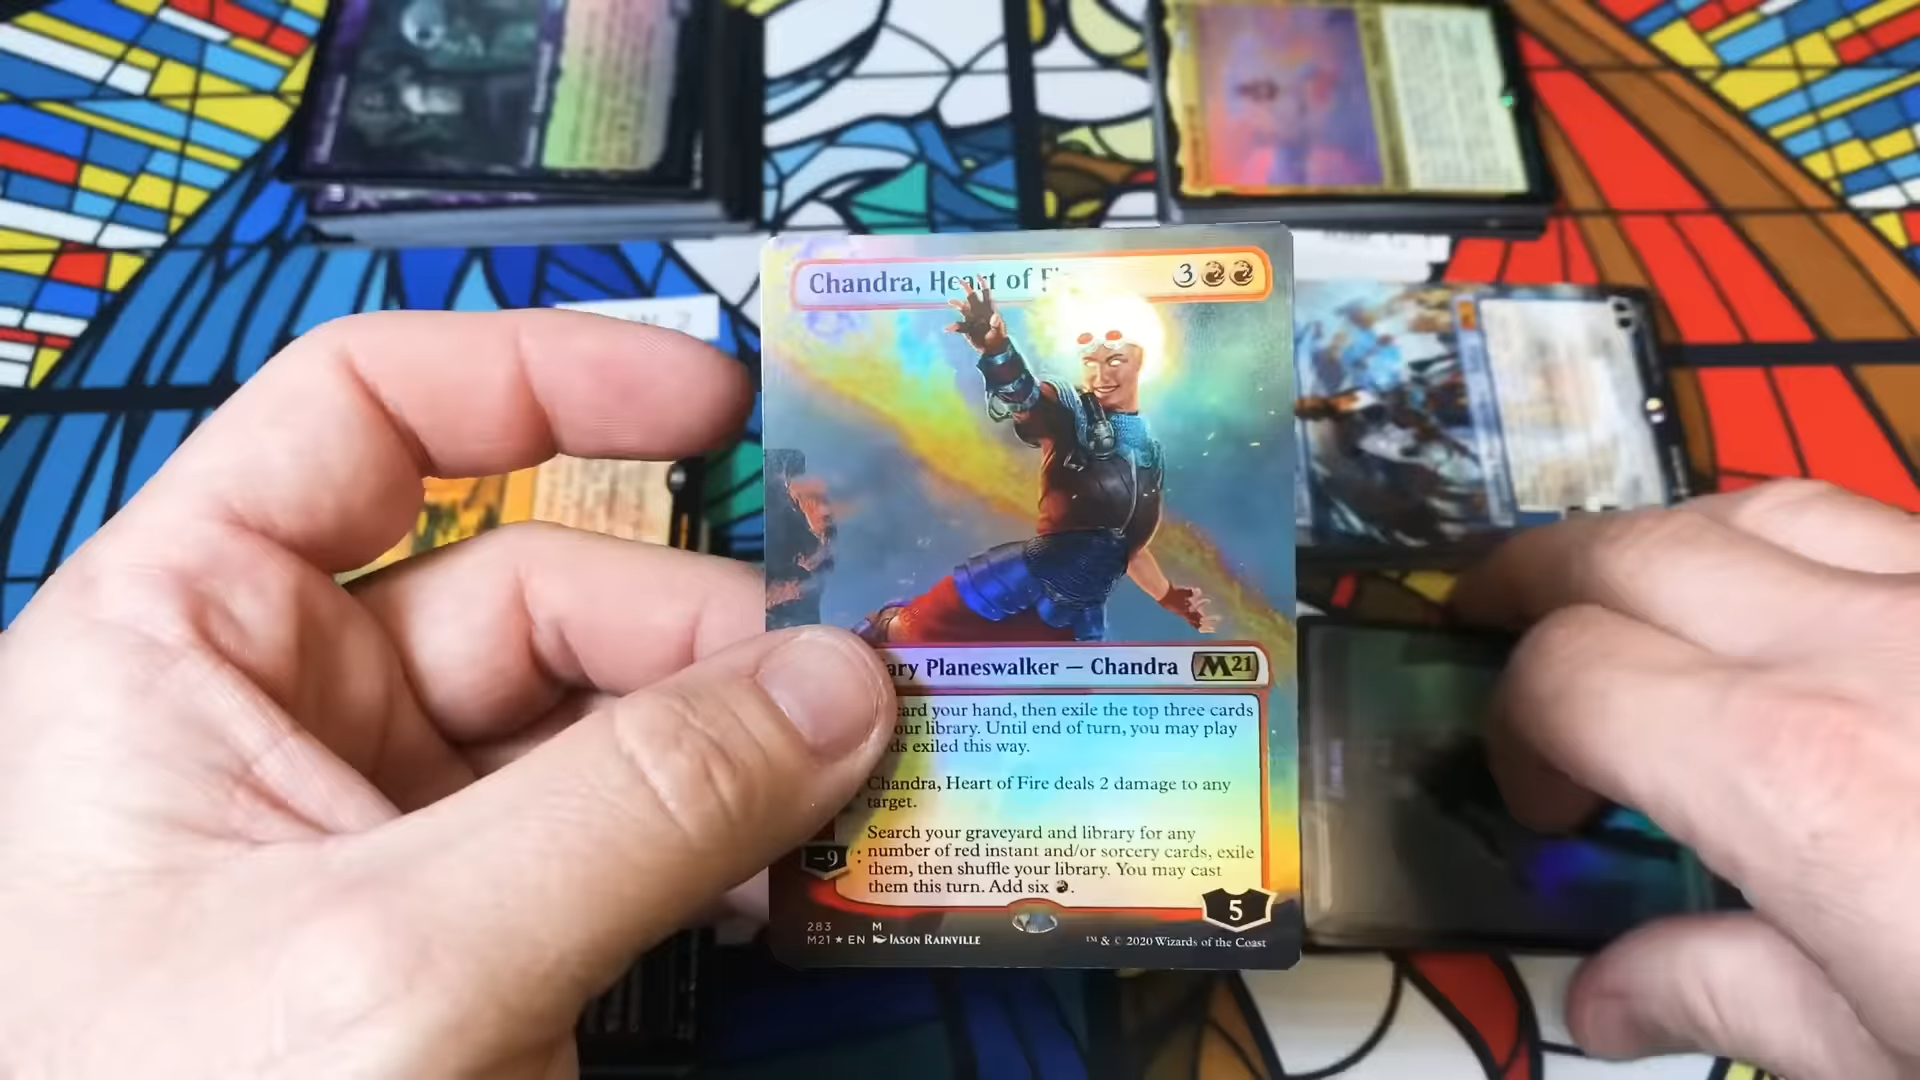 Chandra, Heart of Fi
3
ary Planeswalker — Chandra M21
card your hand, then exile the top three cards
our library. Until end of turn, you may play
ds exiled this way.
Chandra, Heart of Fire deals 2 damage to any
target.
Search your graveyard and library for any
-9 : number of red instant and/or sorcery cards, exile
them, then shuffle your library. You may cast
them this turn. Add six .
5
283 M
M21 ★ EN Jason Rainville
™ & © 2020 Wizards of the Coast